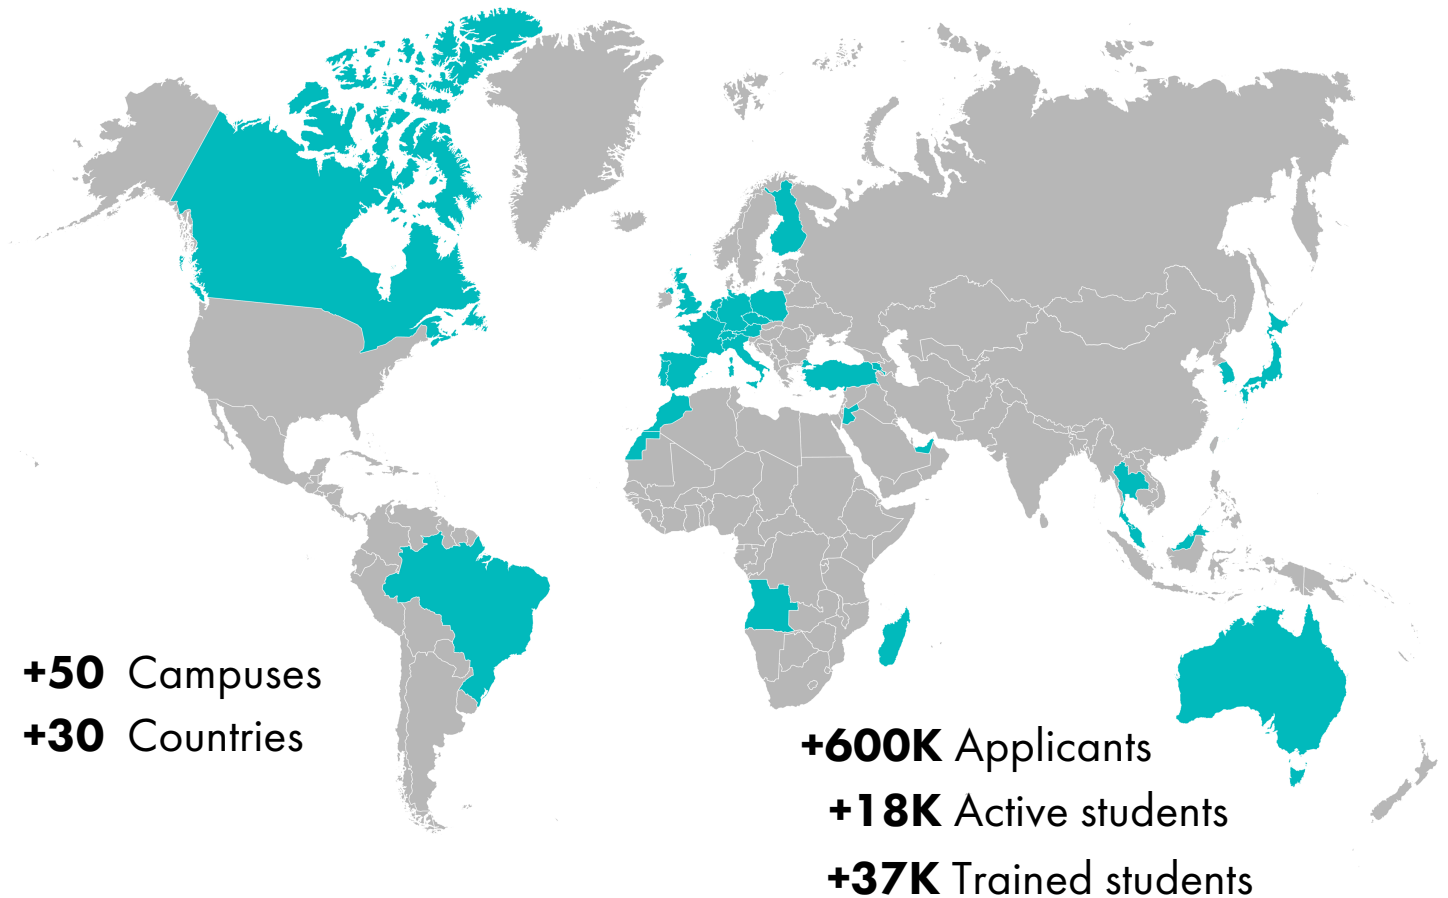 +50 Campuses
+30 Countries
+600K Applicants
+18K Active students
+37K Trained students